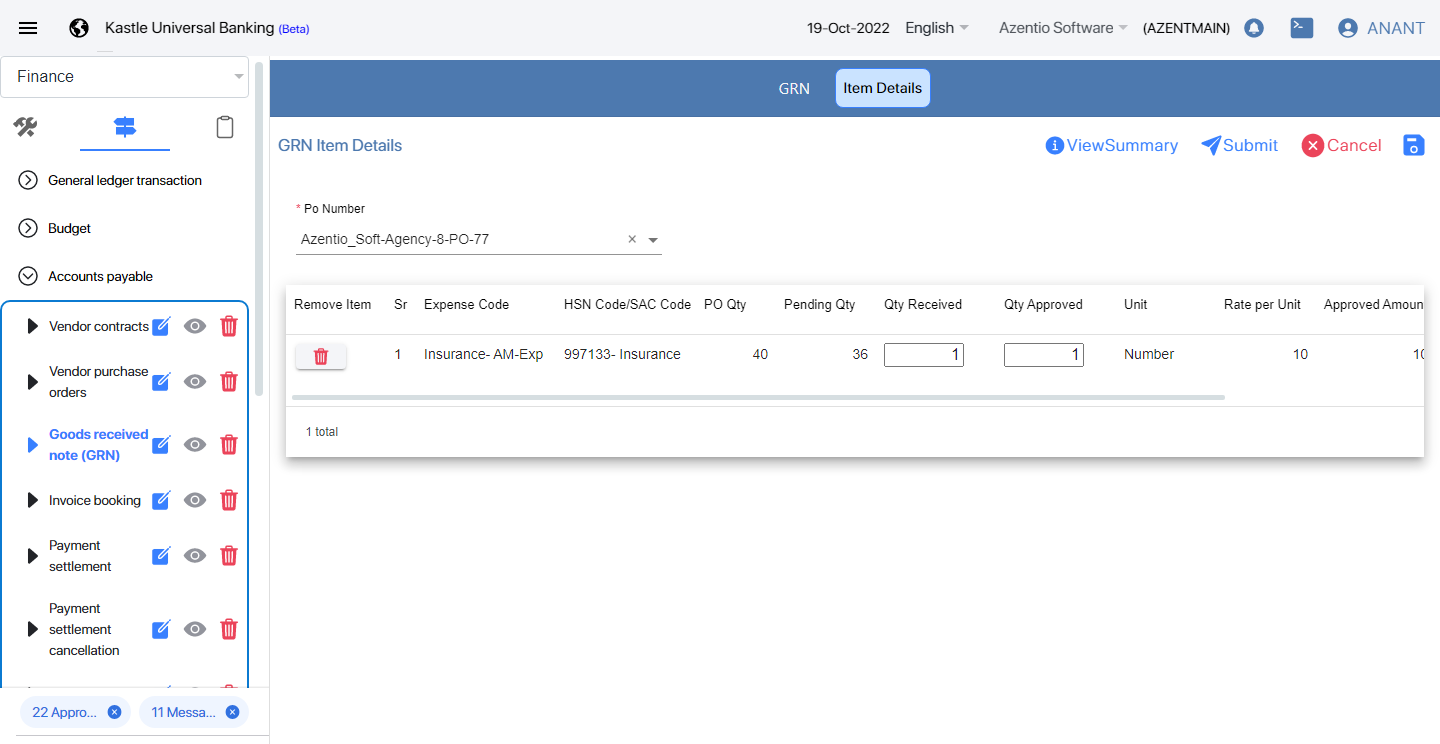 Kastle Universal Banking (Beta)
19-Oct-2022 English Azentio Software (AZENTMAIN) ANANT
Finance
General ledger transaction
Budget
Accounts payable
Vendor contracts
Vendor purchase
orders
Goods received
note (GRN)
Invoice booking
Payment
settlement
Payment
settlement
cancellation
22 Appro... 11 Messa...
GRN Item Details
GRN Item Details
ViewSummary Submit Cancel
* Po Number
Azentio_Soft-Agency-8-PO-77
Remove Item Sr Expense Code HSN Code/SAC Code PO Qty Pending Qty Qty Received Qty Approved Unit Rate per Unit Approved Amoun
1 Insurance- AM-Exp 997133- Insurance 40 36 1 1 Number 10 10
1 total